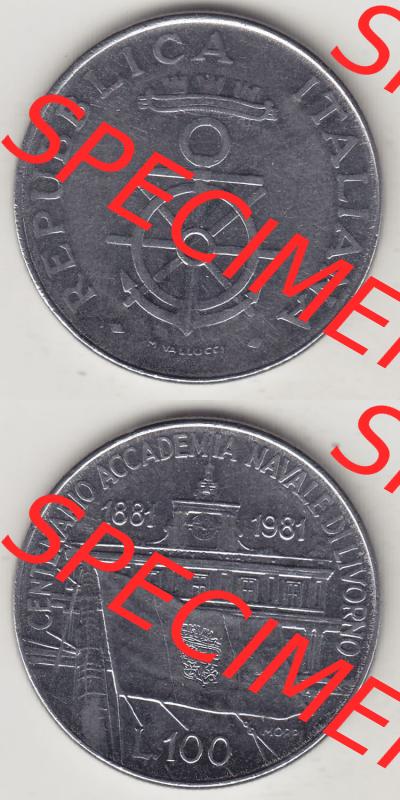 REPUBBLICA ITALIANA
M. VALLUCCI
SPECIMEN
CENTENARIO ACCADEMIA NAVALE DI LIVORNO
1881 1981
L.100
SPECIMEN